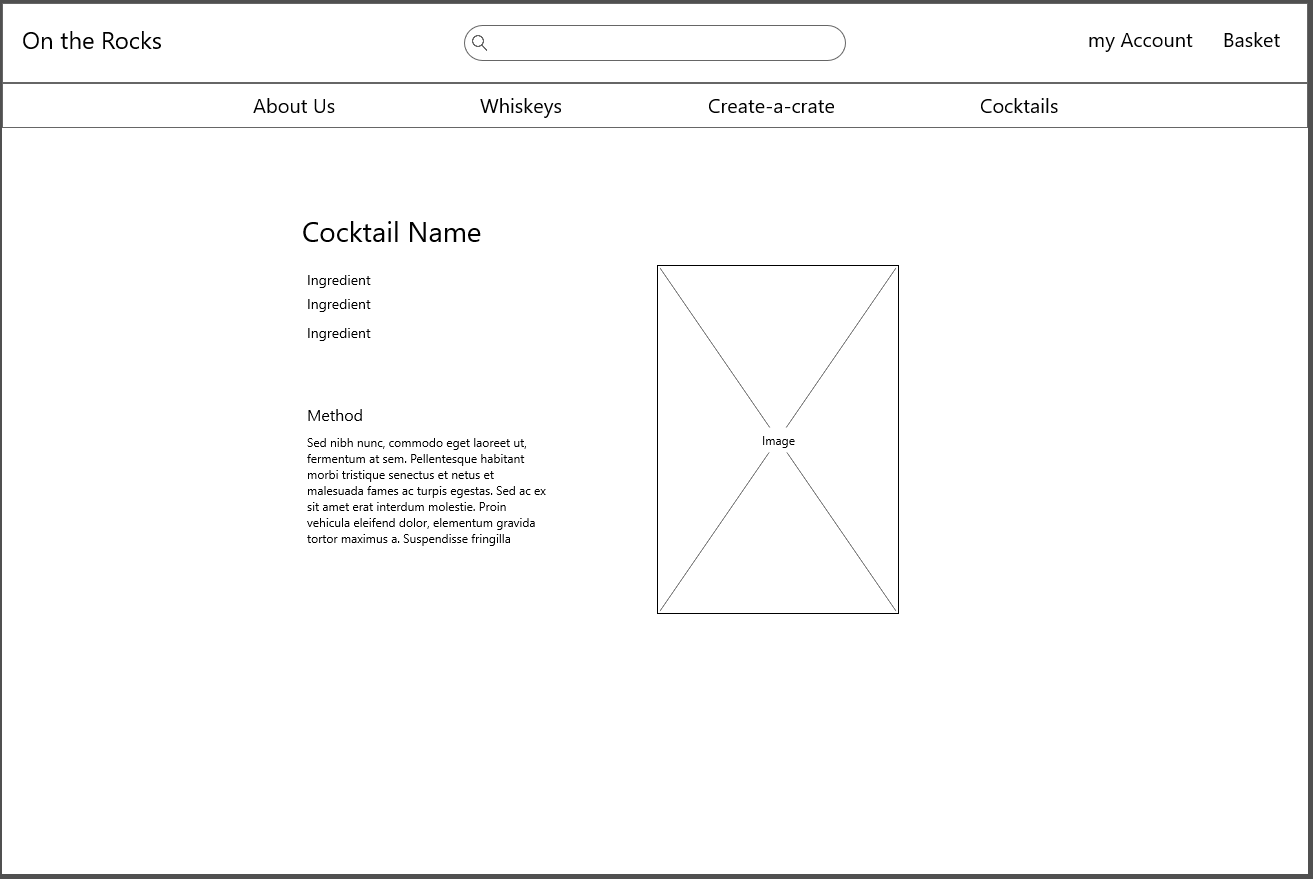 On the Rocks
my Account
Basket
About Us
Whiskeys
Create-a-crate
Cocktails
Cocktail Name
Ingredient
Ingredient
Ingredient
Method
Sed nibh nunc, commodo eget laoreet ut,
fermentum at sem. Pellentesque habitant
morbi tristique senectus et netus et
malesuada fames ac turpis egestas. Sed ac ex
sit amet erat interdum molestie. Proin
vehicula eleifend dolor, elementum gravida
tortor maximus a. Suspendisse fringilla
Image